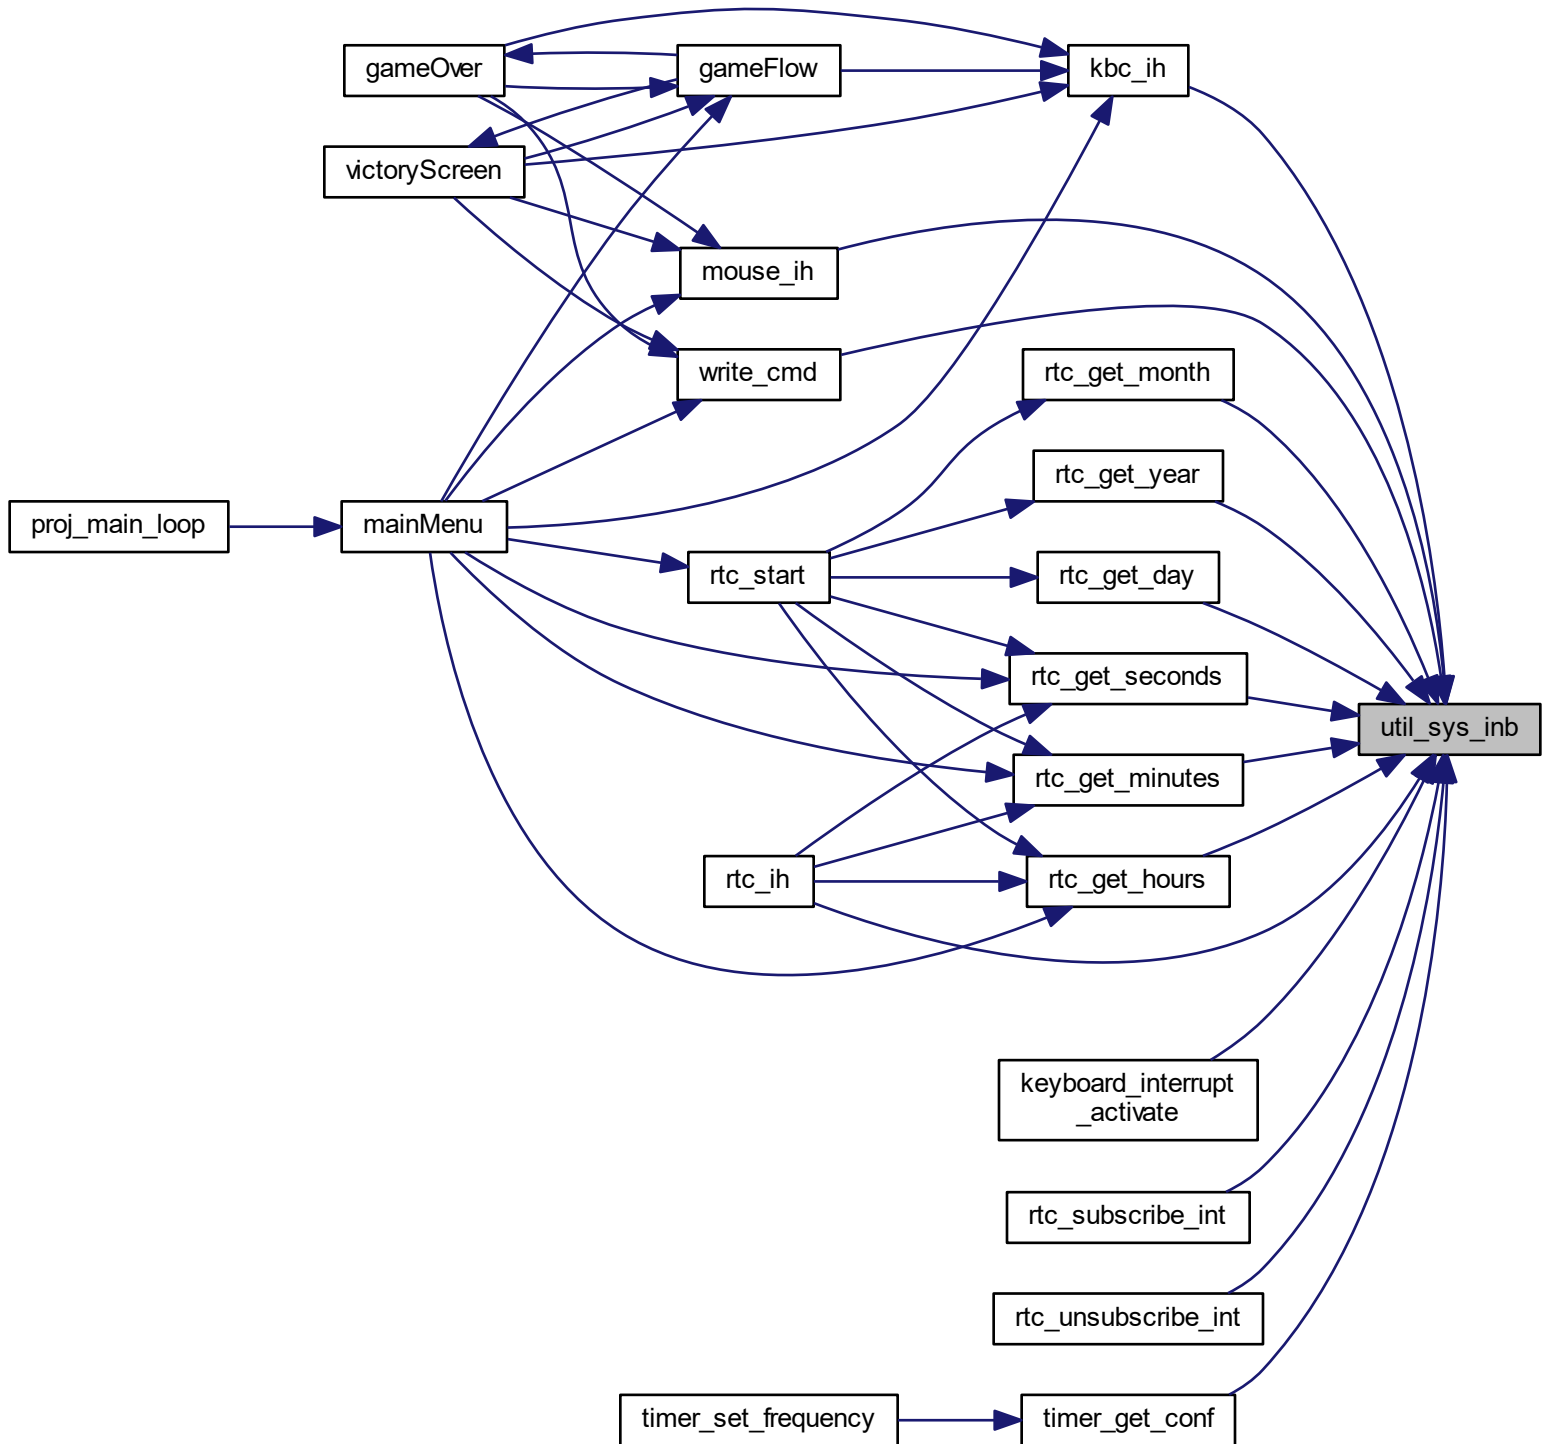 gameOver
gameFlow
kbc_ih
victoryScreen
mouse_ih
write_cmd
rtc_get_month
rtc_get_year
proj_main_loop
mainMenu
rtc_start
rtc_get_day
rtc_get_seconds
util_sys_inb
rtc_get_minutes
rtc_ih
rtc_get_hours
keyboard_interrupt
_activate
rtc_subscribe_int
rtc_unsubscribe_int
timer_set_frequency
timer_get_conf